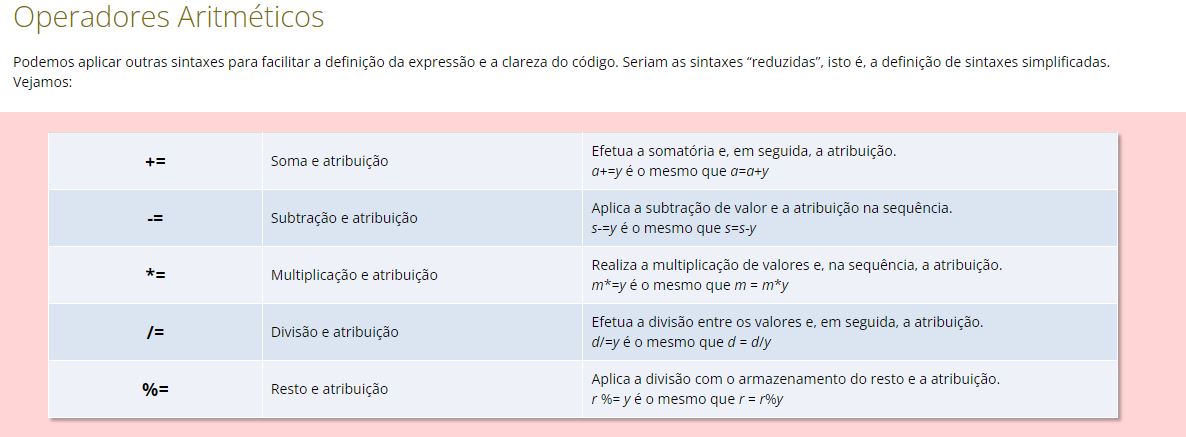 Operadores Aritméticos
Podemos aplicar outras sintaxes para facilitar a definição da expressão e a clareza do código. Seriam as sintaxes “reduzidas”, isto é, a definição de sintaxes simplificadas.
Vejamos:
+=
Soma e atribuição
Efetua a somatória e, em seguida, a atribuição.
a+=y é o mesmo que a=a+y
-=
Subtração e atribuição
Aplica a subtração de valor e a atribuição na sequência.
s-=y é o mesmo que s=s-y
*=
Multiplicação e atribuição
Realiza a multiplicação de valores e, na sequência, a atribuição.
m*=y é o mesmo que m = m*y
/=
Divisão e atribuição
Efetua a divisão entre os valores e, em seguida, a atribuição.
d/=y é o mesmo que d = d/y
%=
Resto e atribuição
Aplica a divisão com o armazenamento do resto e a atribuição.
r %= y é o mesmo que r = r%y